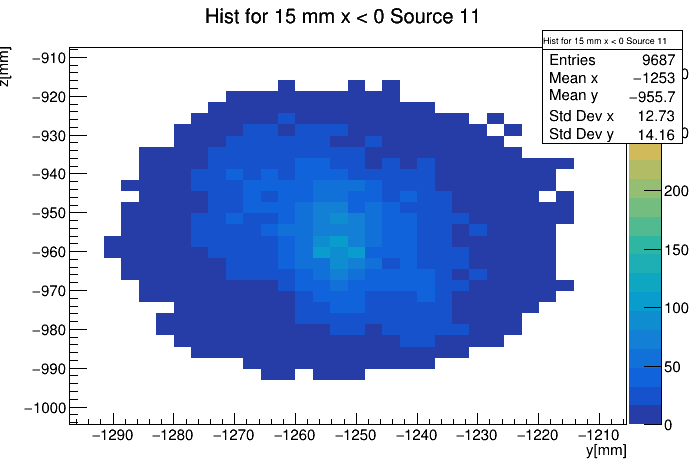 Hist for 15 mm x < 0 Source 11
Hist for 15 mm x < 0 Source 11
Entries 9687
Mean x −1253
Mean y −955.7
Std Dev x 12.73
Std Dev y 14.16
z[mm]
−910
−920
−930
−940
−950
−960
−970
−980
−990
−1000
−1290 −1280 −1270 −1260 −1250 −1240 −1230 −1220 −1210
y[mm]
200
150
100
50
0